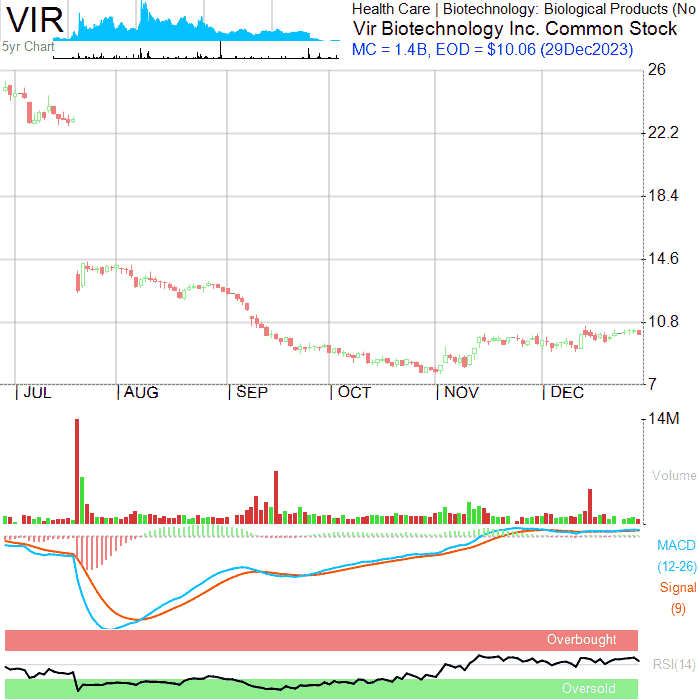 VIR
5yr Chart
Health Care | Biotechnology: Biological Products (No
Vir Biotechnology Inc. Common Stock
MC = 1.4B, EOD = $10.06 (29Dec2023)
26
22.2
18.4
14.6
10.8
7
JUL AUG SEP OCT NOV DEC
14M
Volume
MACD
(12-26)
Signal
(9)
Overbought
RSI(14)
Oversold